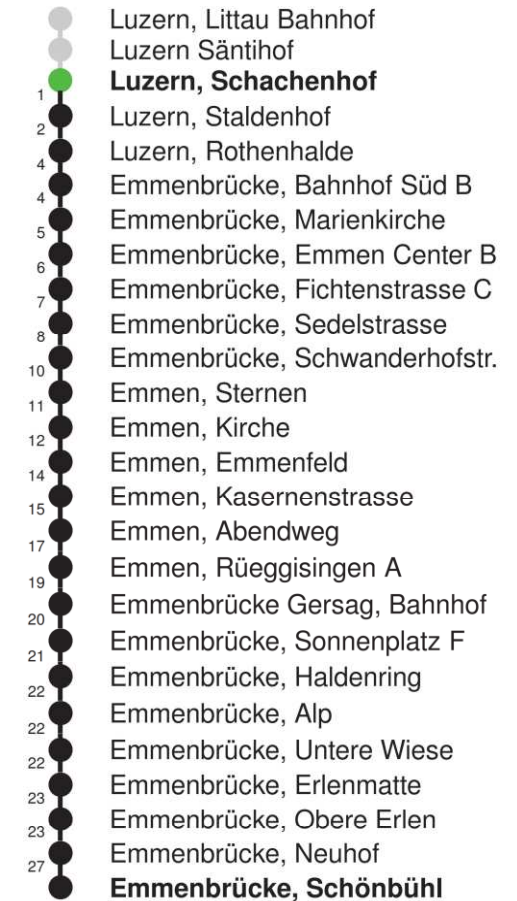 Luzern, Littau Bahnhof
Luzern Säntihof
Luzern, Schachenhof
1
Luzern, Staldenhof
2
Luzern, Rothenhalde
4
Emmenbrücke, Bahnhof Süd B
4
Emmenbrücke, Marienkirche
5
Emmenbrücke, Emmen Center B
6
Emmenbrücke, Fichtenstrasse C
7
Emmenbrücke, Sedelstrasse
8
Emmenbrücke, Schwanderhofstr.
10
Emmen, Sternen
11
Emmen, Kirche
12
Emmen, Emmenfeld
14
Emmen, Kasernenstrasse
15
Emmen, Abendweg
17
Emmen, Rüeggisingen A
19
Emmenbrücke Gersag, Bahnhof
20
Emmenbrücke, Sonnenplatz F
21
Emmenbrücke, Haldenring
22
Emmenbrücke, Alp
22
Emmenbrücke, Untere Wiese
22
Emmenbrücke, Erlenmatte
23
Emmenbrücke, Obere Erlen
23
Emmenbrücke, Neuhof
27
Emmenbrücke, Schönbühl